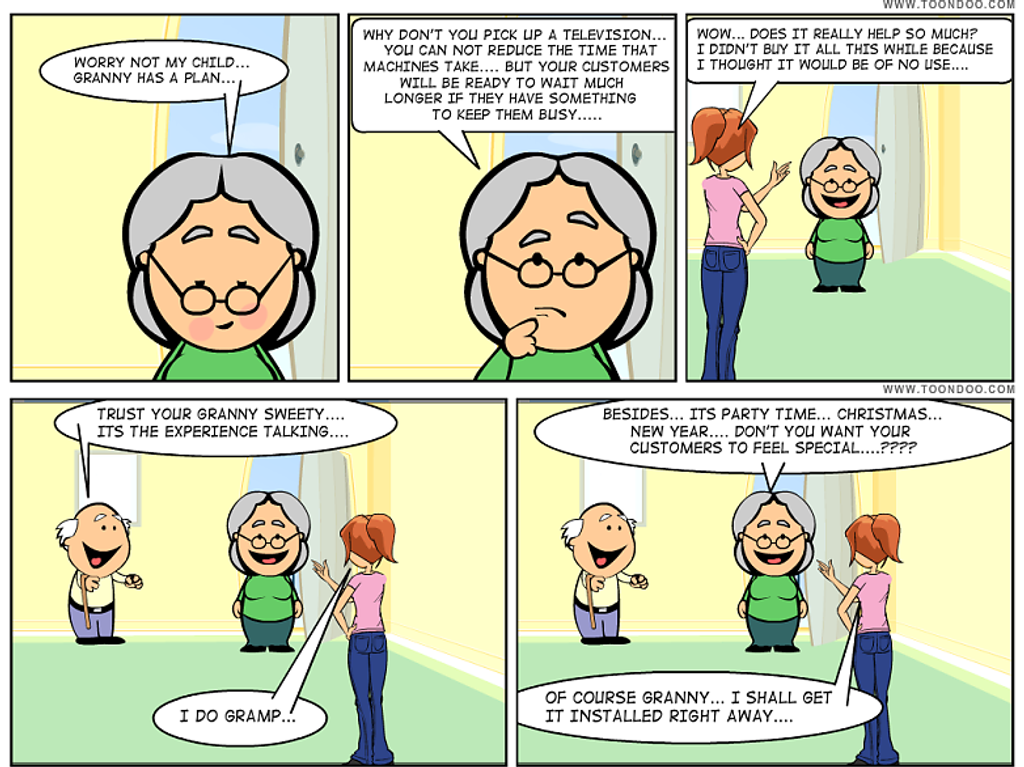 WWW.TOONDOO.COM
WORRY NOT MY CHILD...
GRANNY HAS A PLAN...
WHY DON'T YOU PICK UP A TELEVISION...
YOU CAN NOT REDUCE THE TIME THAT
MACHINES TAKE.... BUT YOUR CUSTOMERS
WILL BE READY TO WAIT MUCH
LONGER IF THEY HAVE SOMETHING
TO KEEP THEM BUSY.....
WOW... DOES IT REALLY HELP SO MUCH?
I DIDN'T BUY IT ALL THIS WHILE BECAUSE
I THOUGHT IT WOULD BE OF NO USE....
WWW.TOONDOO.COM
TRUST YOUR GRANNY SWEETY....
ITS THE EXPERIENCE TALKING....
I DO GRAMP...
BESIDES... ITS PARTY TIME... CHRISTMAS...
NEW YEAR.... DON'T YOU WANT YOUR
CUSTOMERS TO FEEL SPECIAL....????
OF COURSE GRANNY... I SHALL GET
IT INSTALLED RIGHT AWAY....